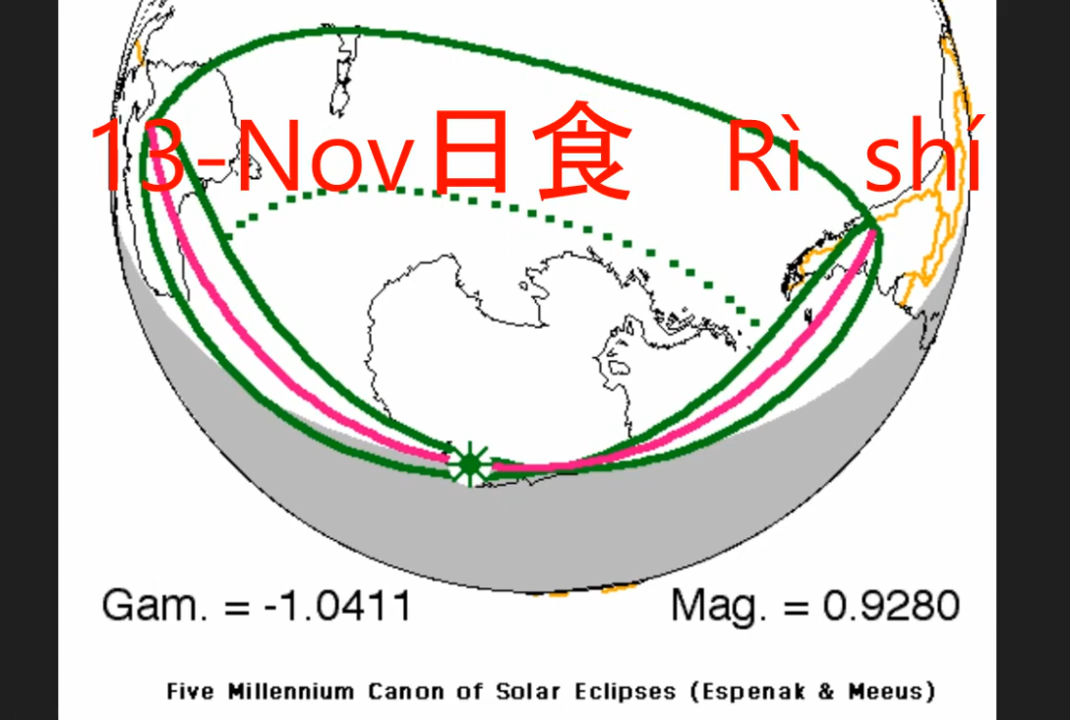 13-Nov日食 Rì shí
Gam. = -1.0411 Mag. = 0.9280
Five Millennium Canon of Solar Eclipses (Espenak & Meeus)